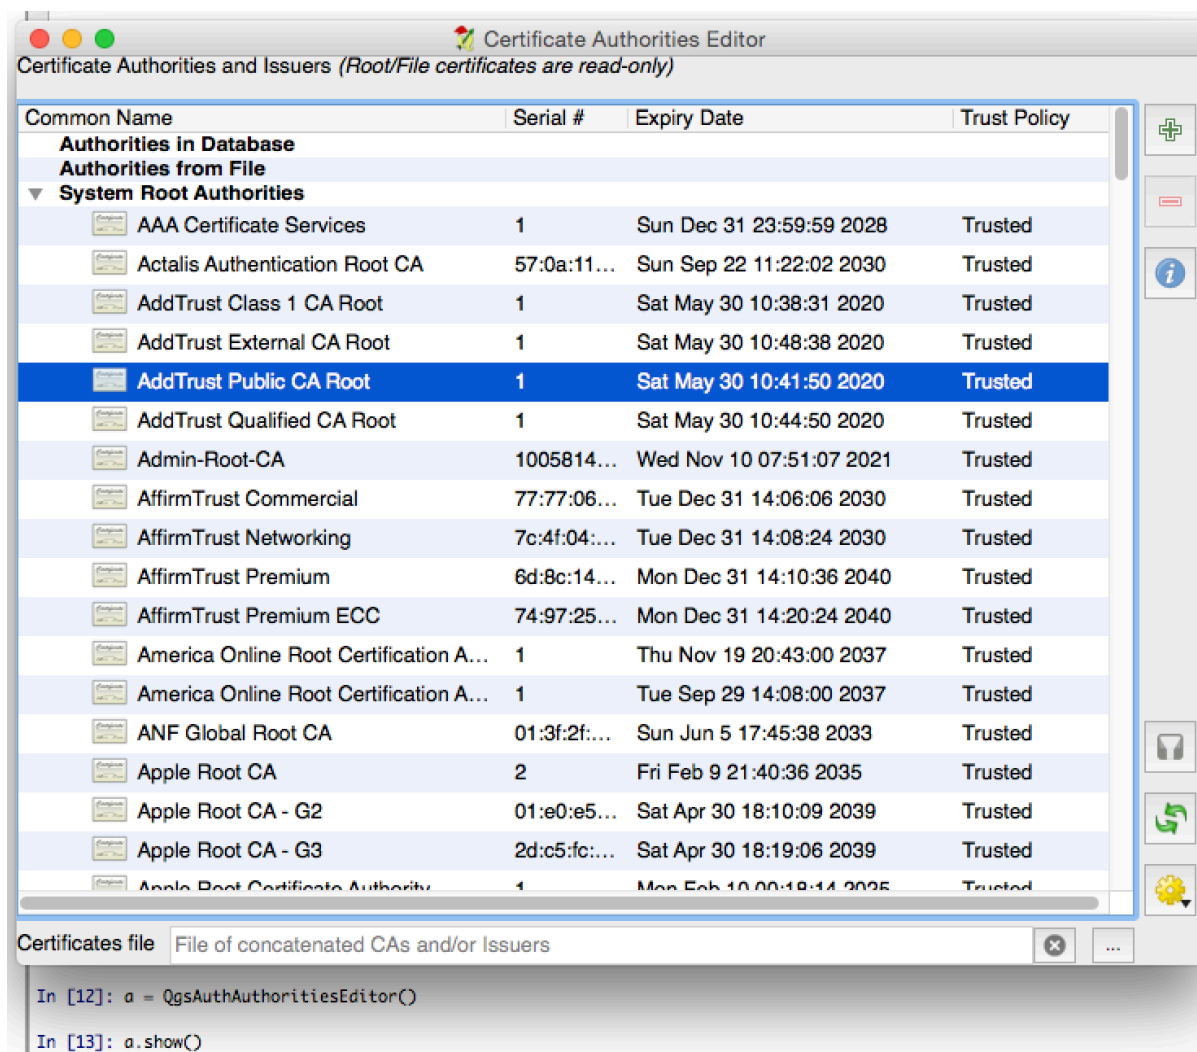 Certificate Authorities Editor
Certificate Authorities and Issuers (Root/File certificates are read-only)
Common Name Serial # Expiry Date Trust Policy
Authorities in Database
Authorities from File
System Root Authorities
AAA Certificate Services 1 Sun Dec 31 23:59:59 2028 Trusted
Actalis Authentication Root CA 57:0a:11... Sun Sep 22 11:22:02 2030 Trusted
AddTrust Class 1 CA Root 1 Sat May 30 10:38:31 2020 Trusted
AddTrust External CA Root 1 Sat May 30 10:48:38 2020 Trusted
AddTrust Public CA Root 1 Sat May 30 10:41:50 2020 Trusted
AddTrust Qualified CA Root 1 Sat May 30 10:44:50 2020 Trusted
Admin-Root-CA 1005814... Wed Nov 10 07:51:07 2021 Trusted
AffirmTrust Commercial 77:77:06... Tue Dec 31 14:06:06 2030 Trusted
AffirmTrust Networking 7c:4f:04:... Tue Dec 31 14:08:24 2030 Trusted
AffirmTrust Premium 6d:8c:14... Mon Dec 31 14:10:36 2040 Trusted
AffirmTrust Premium ECC 74:97:25... Mon Dec 31 14:20:24 2040 Trusted
America Online Root Certification A... 1 Thu Nov 19 20:43:00 2037 Trusted
America Online Root Certification A... 1 Tue Sep 29 14:08:00 2037 Trusted
ANF Global Root CA 01:3f:2f:... Sun Jun 5 17:45:38 2033 Trusted
Apple Root CA 2 Fri Feb 9 21:40:36 2035 Trusted
Apple Root CA - G2 01:e0:e5... Sat Apr 30 18:10:09 2039 Trusted
Apple Root CA - G3 2d:c5:fc:... Sat Apr 30 18:19:06 2039 Trusted
Apple Root Certificate Authority 1 Mon Feb 10 00:18:14 2025 Trusted
Certificates file File of concatenated CAs and/or Issuers ...
In [12]: a = QgsAuthAuthoritiesEditor()
In [13]: a.show()